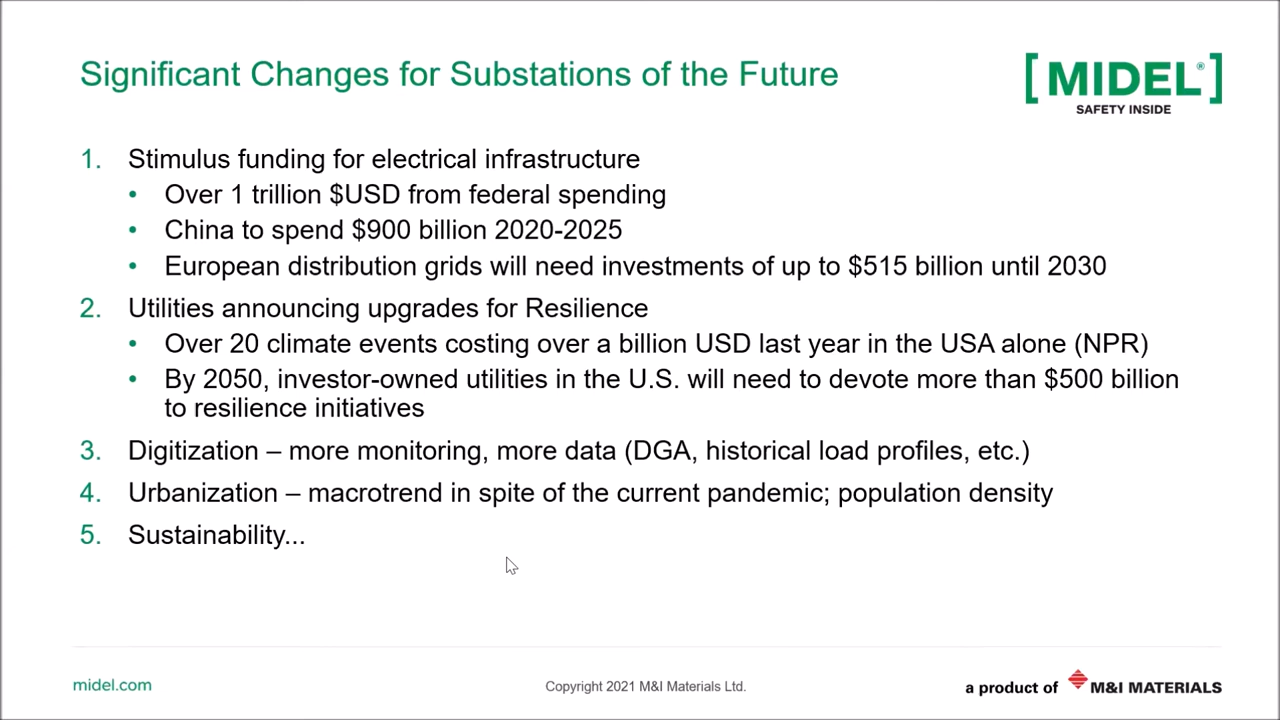 Significant Changes for Substations of the Future
[MIDEL®]
SAFETY INSIDE
1. Stimulus funding for electrical infrastructure
• Over 1 trillion $USD from federal spending
• China to spend $900 billion 2020-2025
• European distribution grids will need investments of up to $515 billion until 2030
2. Utilities announcing upgrades for Resilience
• Over 20 climate events costing over a billion USD last year in the USA alone (NPR)
• By 2050, investor-owned utilities in the U.S. will need to devote more than $500 billion
to resilience initiatives
3. Digitization – more monitoring, more data (DGA, historical load profiles, etc.)
4. Urbanization – macrotrend in spite of the current pandemic; population density
5. Sustainability...
midel.com
Copyright 2021 M&I Materials Ltd.
a product of M&I MATERIALS